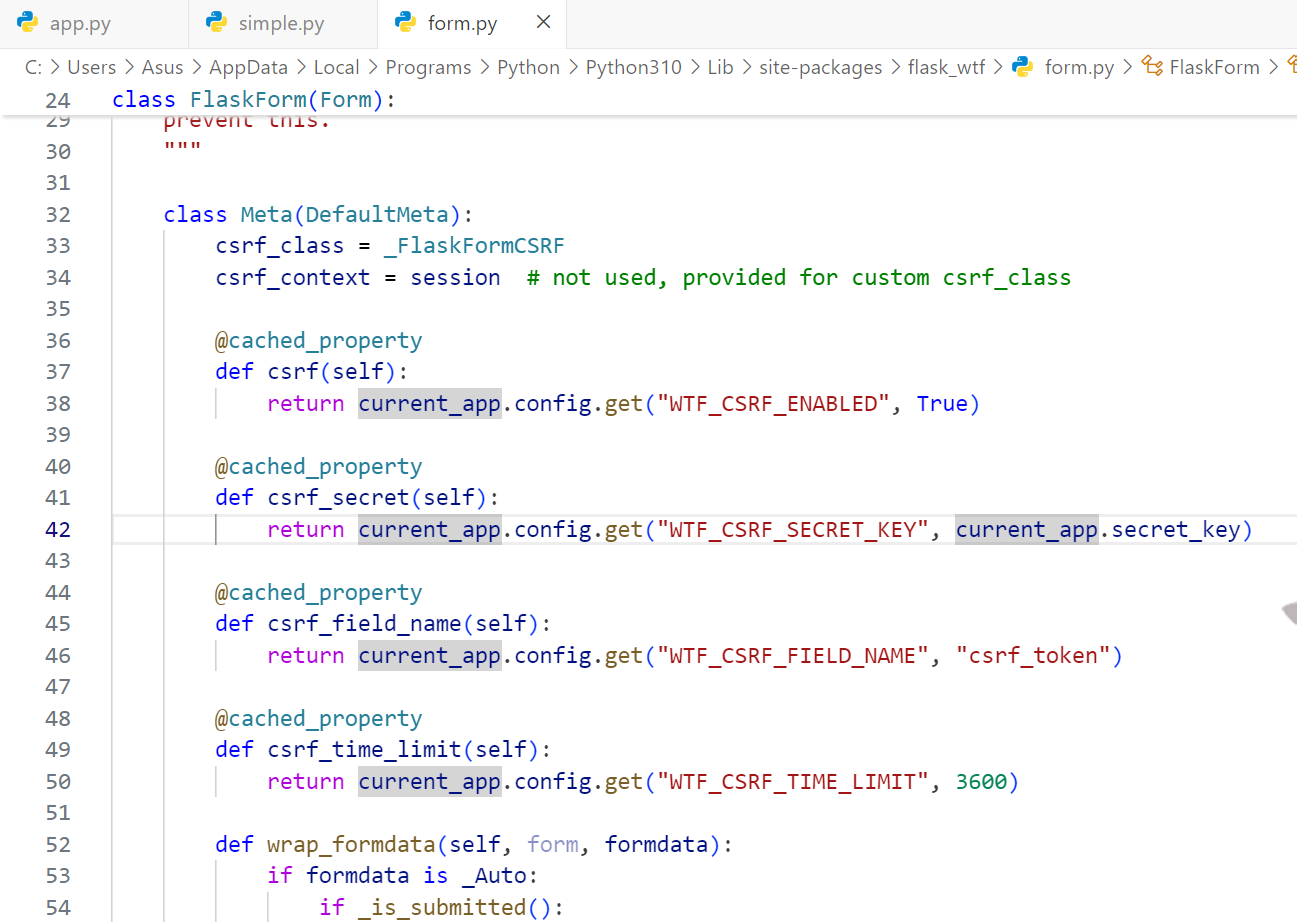 app.py simple.py form.py
C: > Users > Asus > AppData > Local > Programs > Python > Python310 > Lib > site-packages > flask_wtf > form.py > FlaskForm >
24 class FlaskForm(Form):
29 prevent this.
30 """
31
32 class Meta(DefaultMeta):
33 csrf_class = _FlaskFormCSRF
34 csrf_context = session  # not used, provided for custom csrf_class
35
36 @cached_property
37 def csrf(self):
38 return current_app.config.get("WTF_CSRF_ENABLED", True)
39
40 @cached_property
41 def csrf_secret(self):
42 return current_app.config.get("WTF_CSRF_SECRET_KEY", current_app.secret_key)
43
44 @cached_property
45 def csrf_field_name(self):
46 return current_app.config.get("WTF_CSRF_FIELD_NAME", "csrf_token")
47
48 @cached_property
49 def csrf_time_limit(self):
50 return current_app.config.get("WTF_CSRF_TIME_LIMIT", 3600)
51
52 def wrap_formdata(self, form, formdata):
53 if formdata is _Auto:
54 if _is_submitted():